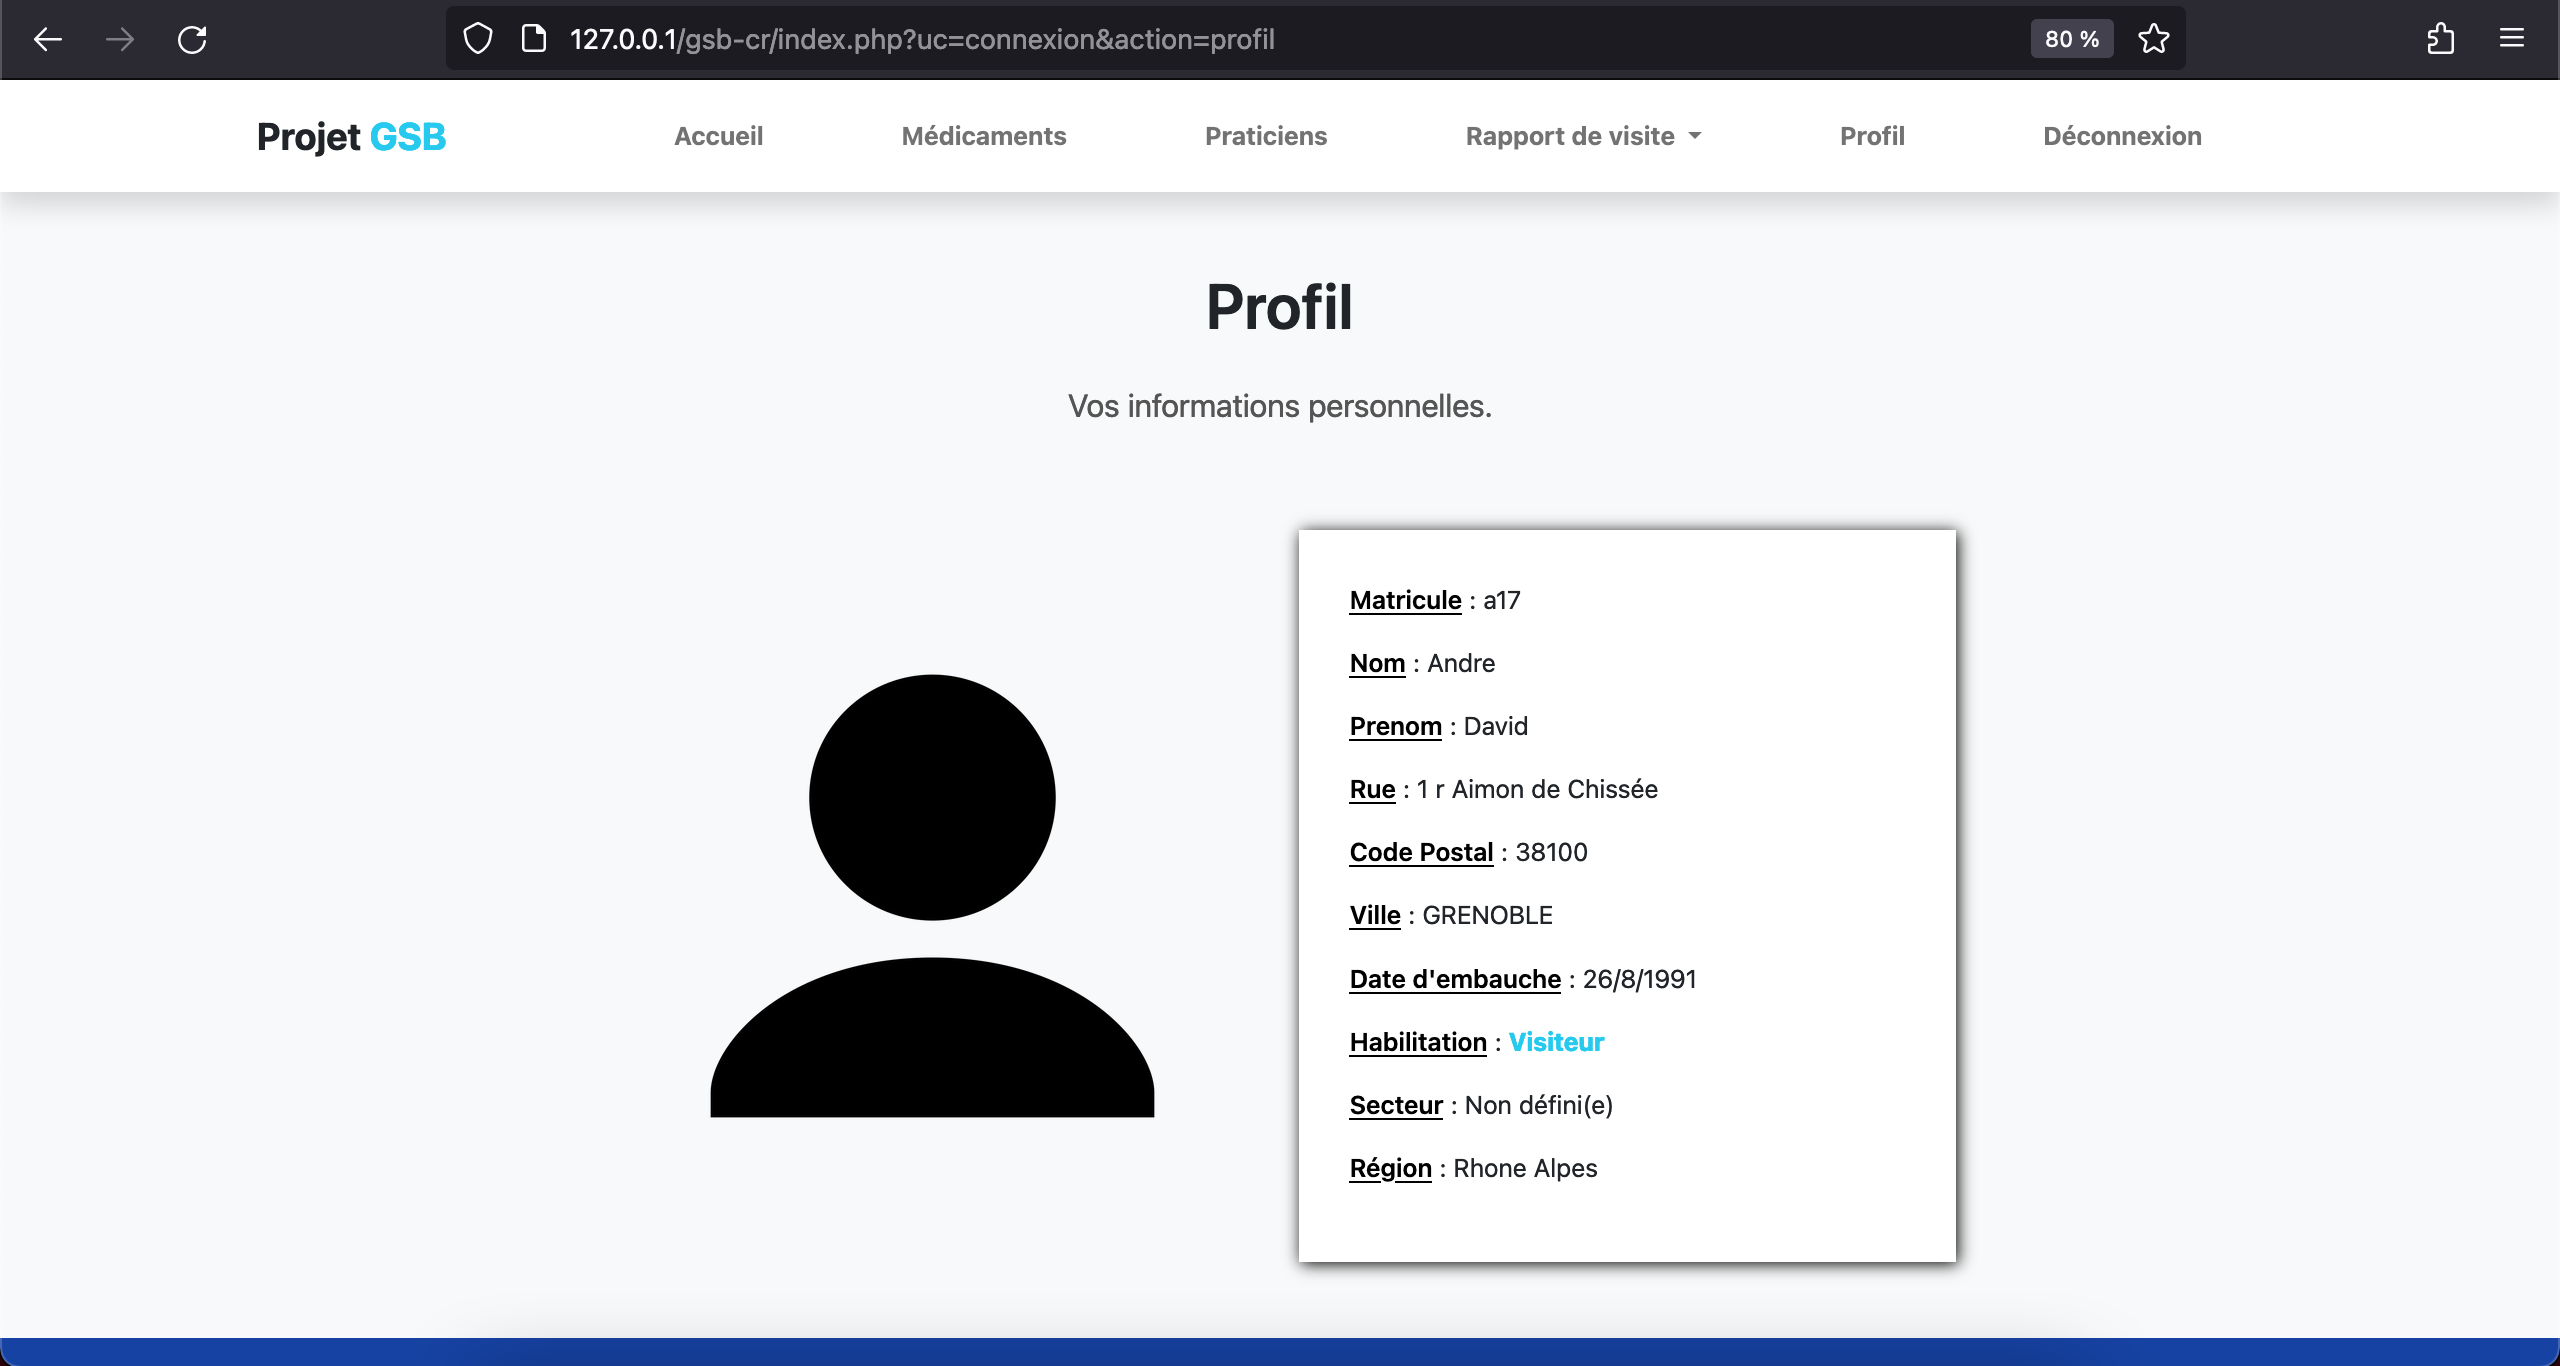 127.0.0.1/gsb-cr/index.php?uc=connexion&action=profil 80 %
Projet GSB Accueil Médicaments Praticiens Rapport de visite Profil Déconnexion
Profil
Vos informations personnelles.
Matricule : a17
Nom : Andre
Prenom : David
Rue : 1 r Aimon de Chissée
Code Postal : 38100
Ville : GRENOBLE
Date d'embauche : 26/8/1991
Habilitation : Visiteur
Secteur : Non défini(e)
Région : Rhone Alpes